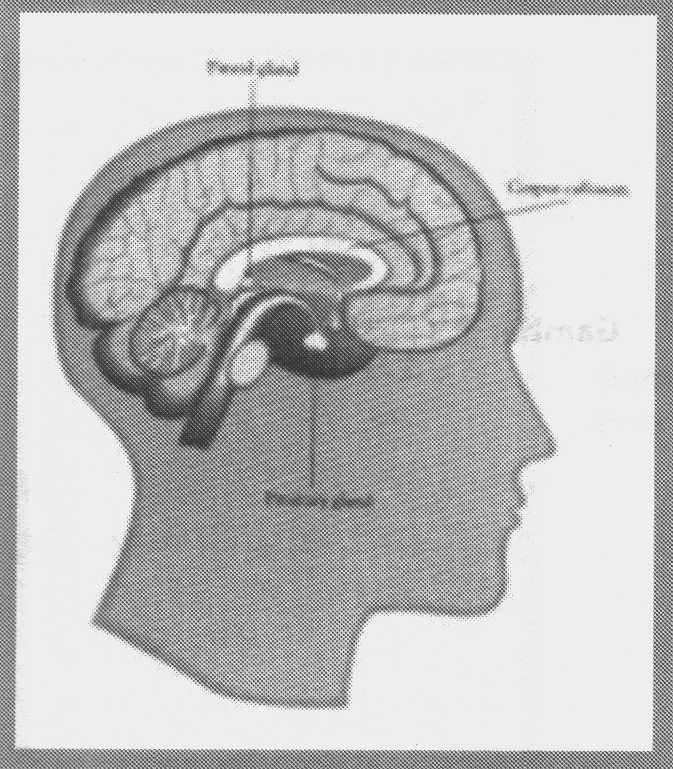 Pineal gland
Corpus callosum
Pituitary gland